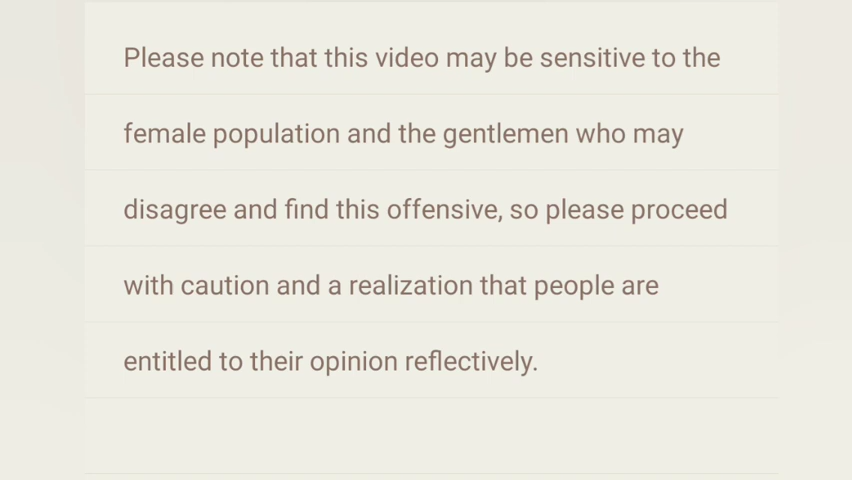 Please note that this video may be sensitive to the
female population and the gentlemen who may
disagree and find this offensive, so please proceed
with caution and a realization that people are
entitled to their opinion reflectively.